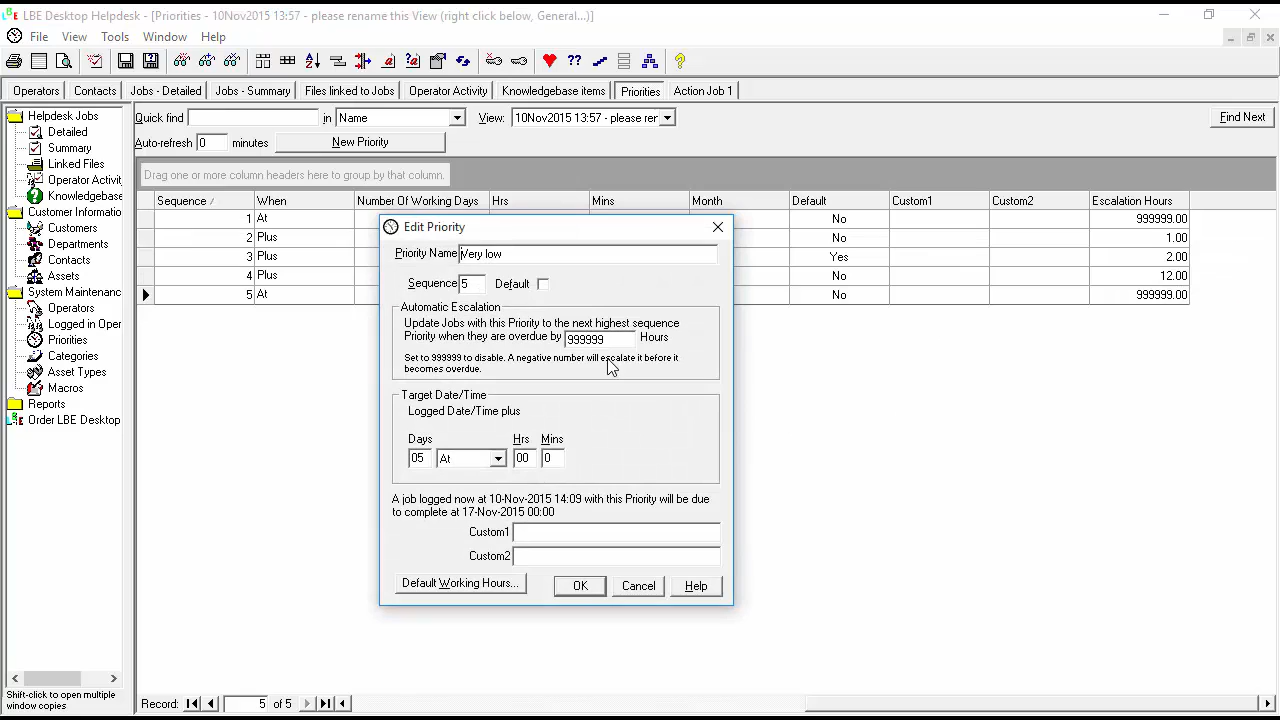 LBE Desktop Helpdesk - [Priorities - 10Nov2015 13:57 - please rename this View (right click below, General...)]
File View Tools Window Help
Operators Contacts Jobs - Detailed Jobs - Summary Files linked to Jobs Operator Activity Knowledgebase items Priorities Action Job 1
Helpdesk Jobs
Detailed
Summary
Linked Files
Operator Activit
Knowledgebase
Customer Informatio
Customers
Departments
Contacts
Assets
System Maintenanc
Operators
Logged in Oper
Priorities
Categories
Asset Types
Macros
Reports
Order LBE Desktop
Shift-click to open multiple
window copies
Quick find in Name View: 10Nov2015 13:57 - please rer Find Next
Auto-refresh 0 minutes New Priority
Drag one or more column headers here to group by that column.
Sequence When Number Of Working Days Hrs Mins Month Default Custom1 Custom2 Escalation Hours
1 At No 999999.00
2 Plus No 1.00
3 Plus Yes 2.00
4 Plus No 12.00
5 At No 999999.00
Edit Priority
Priority Name Very low
Sequence 5 Default
Automatic Escalation
Update Jobs with this Priority to the next highest sequence
Priority when they are overdue by 999999 Hours
Set to 999999 to disable. A negative number will escalate it before it
becomes overdue.
Target Date/Time
Logged Date/Time plus
Days Hrs Mins
05 At 00 0
A job logged now at 10-Nov-2015 14:09 with this Priority will be due
to complete at 17-Nov-2015 00:00
Custom1
Custom2
Default Working Hours... OK Cancel Help
Record: 5 of 5